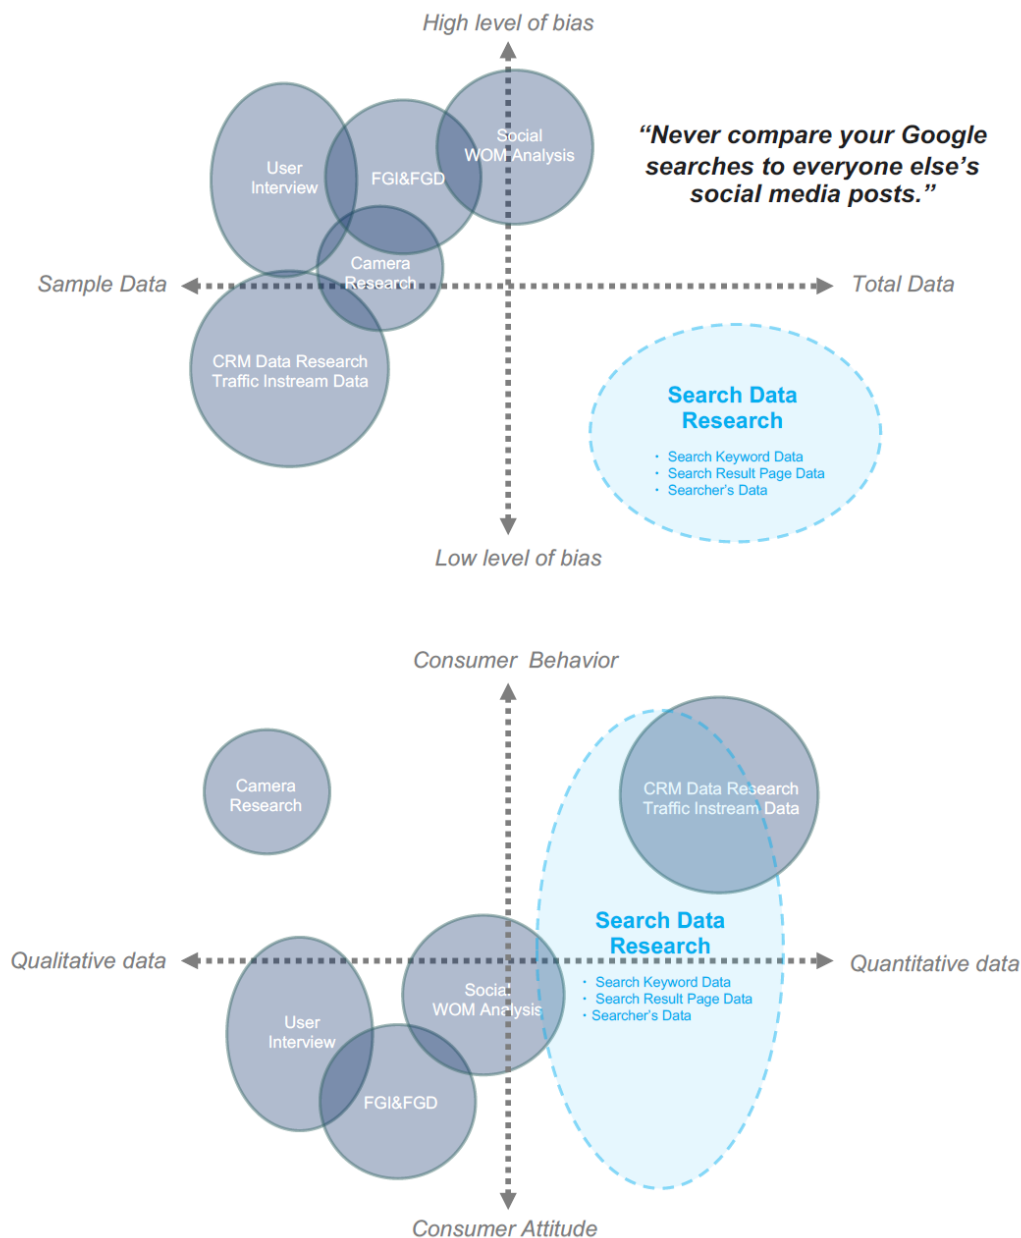 High level of bias
Social
WOM Analysis
“Never compare your Google
searches to everyone else’s
social media posts.”
User
Interview
FGI&FGD
Camera
Research
Sample Data
Total Data
CRM Data Research
Traffic Instream Data
Search Data
Research
· Search Keyword Data
· Search Result Page Data
· Searcher’s Data
Low level of bias
Consumer Behavior
Camera
Research
CRM Data Research
Traffic Instream Data
Search Data
Research
Qualitative data
Quantitative data
· Search Keyword Data
· Search Result Page Data
· Searcher’s Data
Social
WOM Analysis
User
Interview
FGI&FGD
Consumer Attitude